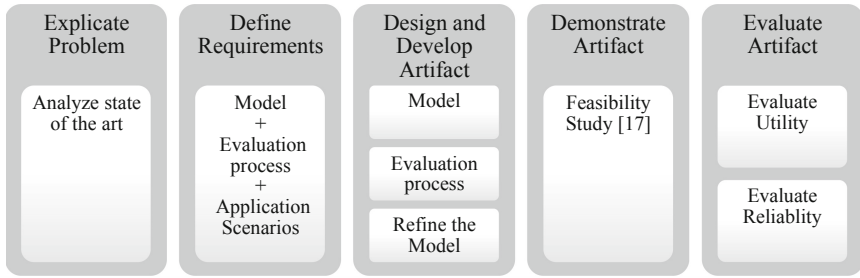 Explicate
Problem
Analyze state
of the art
Define
Requirements
Model
+
Evaluation
process
+
Application
Scenarios
Design and
Develop
Artifact
Model
Evaluation
process
Refine the
Model
Demonstrate
Artifact
Feasibility
Study [17]
Evaluate
Artifact
Evaluate
Utility
Evaluate
Reliablity